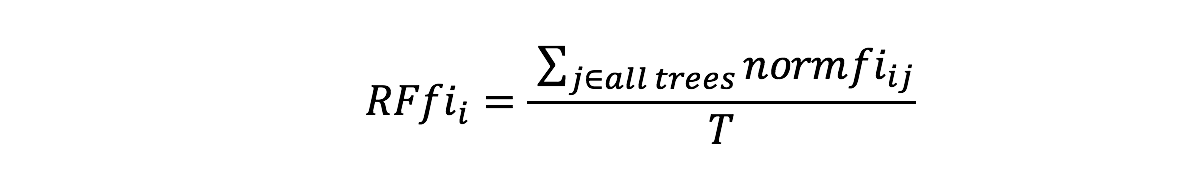 RFfi_i = \frac{\sum_{j \in all trees} normfi_{ij}}{T}